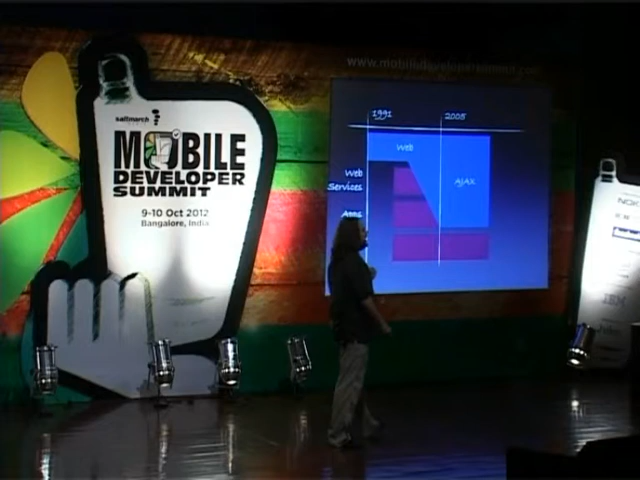 www.mobiledevelopersummit.com
saltmarch
MOBILE
DEVELOPER
SUMMIT
9-10 Oct 2012
Bangalore, India
1991 2005
Web
AJAX
Web
Services
Apps
IBM